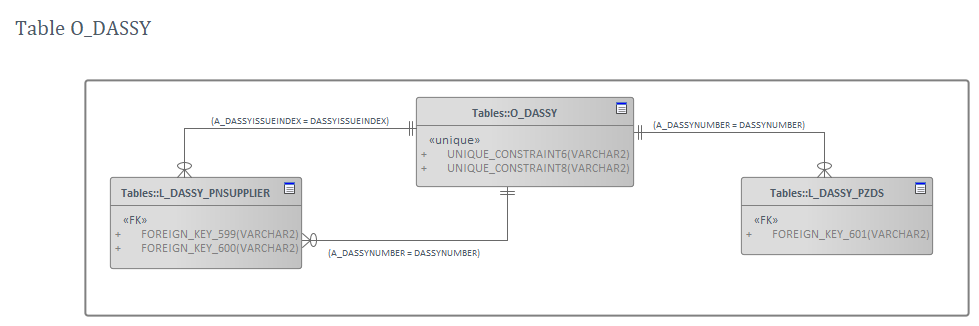 Table O_DASSY
Tables::O_DASSY
«unique»
+ UNIQUE_CONSTRAINT6(VARCHAR2)
+ UNIQUE_CONSTRAINT8(VARCHAR2)
(A_DASSYISSUEINDEX = DASSYISSUEINDEX)
(A_DASSYNUMBER = DASSYNUMBER)
Tables::L_DASSY_PNSUPPLIER
«FK»
+ FOREIGN_KEY_599(VARCHAR2)
+ FOREIGN_KEY_600(VARCHAR2)
Tables::L_DASSY_PZDS
«FK»
+ FOREIGN_KEY_601(VARCHAR2)
(A_DASSYNUMBER = DASSYNUMBER)